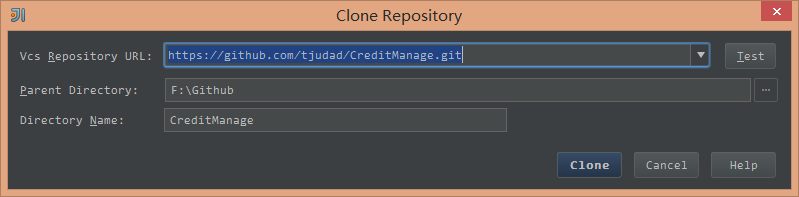 Clone Repository
Vcs Repository URL: https://github.com/tjudad/CreditManage.git Test
Parent Directory: F:\Github ...
Directory Name: CreditManage
Clone Cancel Help